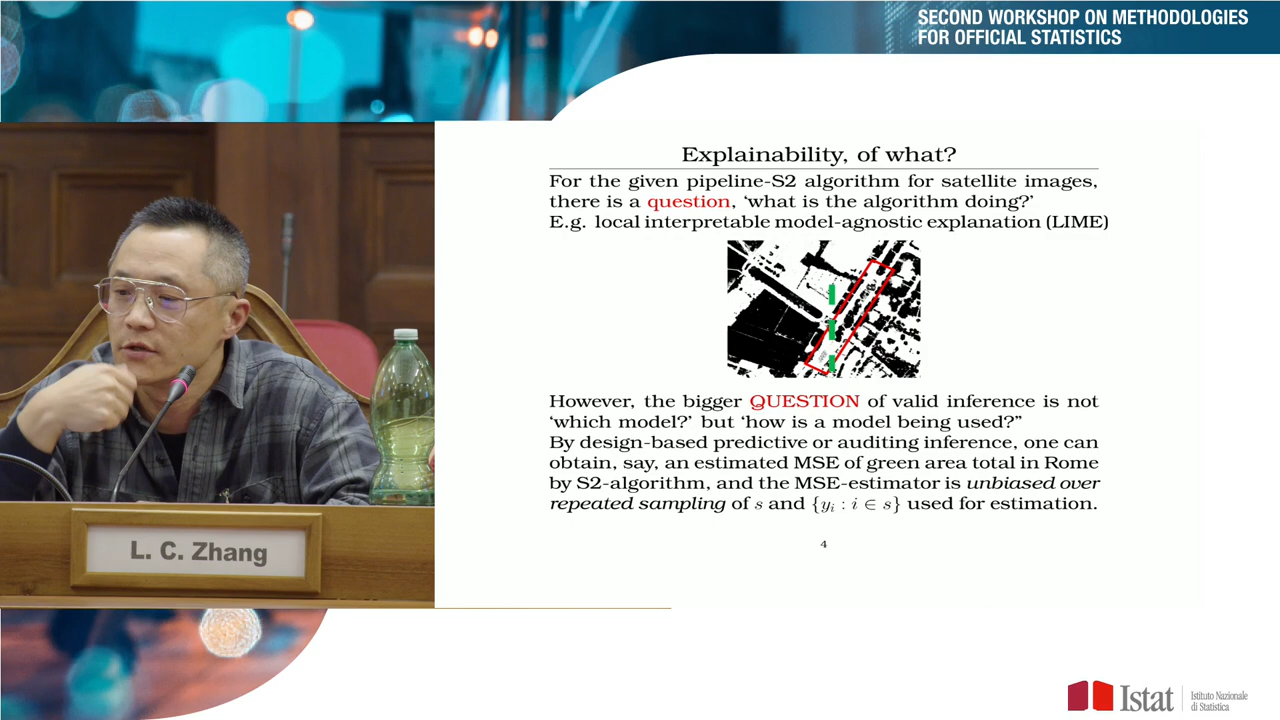 SECOND WORKSHOP ON METHODOLOGIES
FOR OFFICIAL STATISTICS
Explainability, of what?
For the given pipeline-S2 algorithm for satellite images,
there is a question, ‘what is the algorithm doing?’
E.g. local interpretable model-agnostic explanation (LIME)
However, the bigger QUESTION of valid inference is not
‘which model?’ but ‘how is a model being used?”
By design-based predictive or auditing inference, one can
obtain, say, an estimated MSE of green area total in Rome
by S2-algorithm, and the MSE-estimator is unbiased over
repeated sampling of s and {yᵢ : i ∈ s} used for estimation.
4
L. C. Zhang
Istat
Istituto Nazionale
di Statistica